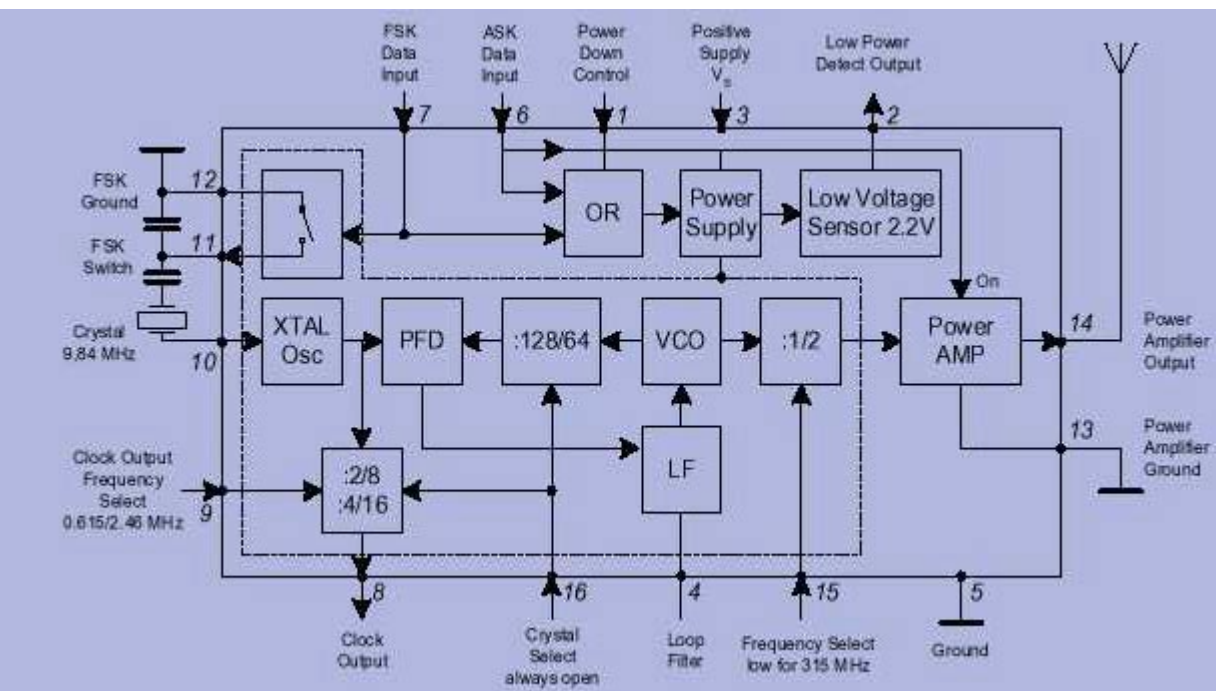 FSK
Data
Input
ASK
Data
Input
Power
Down
Control
Positive
Supply
Vs
Low Power
Detect Output
7
6
1
3
2
FSK
Ground
12
OR
Power
Supply
Low Voltage
Sensor 2.2V
FSK
Switch
11
On
Crystal
9,84 MHz
10
XTAL
Osc
PFD
:128/64
VCO
:1/2
Power
AMP
14
Power
Amplifier
Output
13
Power
Amplifier
Ground
Clock Output
Frequency
Select
0.615/2.46 MHz
9
:2/8
:4/16
LF
8
16
4
15
5
Clock
Output
Crystal
Select
always open
Loop
Filter
Frequency Select
low for 315 MHz
Ground